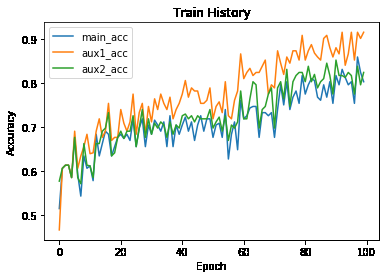 Train History
main_acc
aux1_acc
aux2_acc
Accuracy
0.9
0.8
0.7
0.6
0.5
0 20 40 60 80 100
Epoch